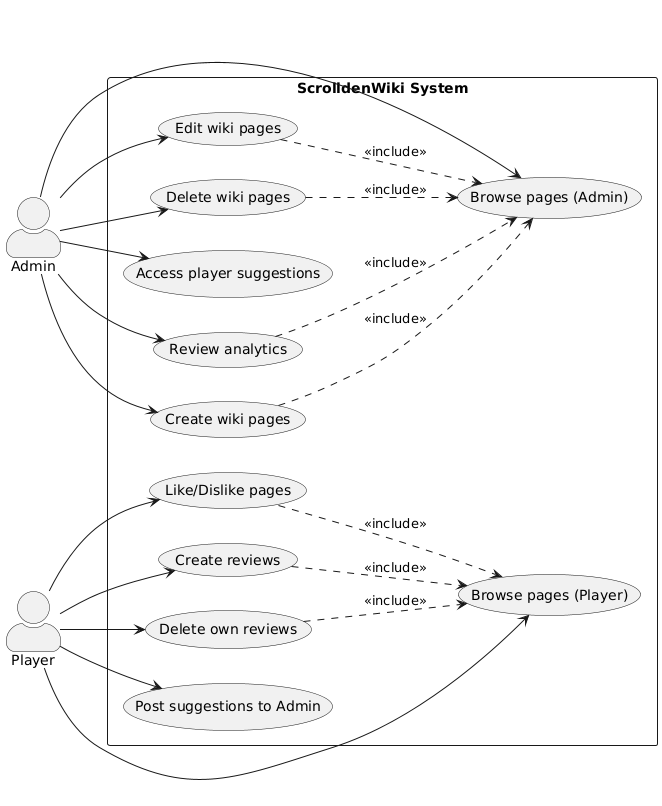 ScrolldenWiki System
Edit wiki pages
«include»
Delete wiki pages
«include»
Browse pages (Admin)
Admin
Access player suggestions
«include»
Review analytics
«include»
Create wiki pages
Like/Dislike pages
«include»
Create reviews
«include»
Browse pages (Player)
Delete own reviews
«include»
Player
Post suggestions to Admin